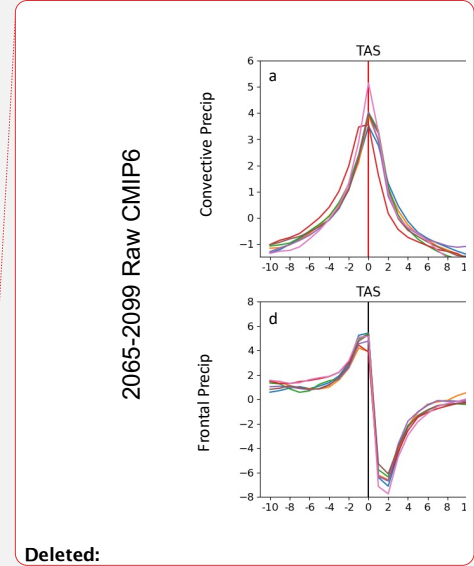 2065-2099 Raw CMIP6
TAS
a
Convective Precip
6
5
4
3
2
1
0
−1
-10 -8 -6 -4 -2 0 2 4 6 8 1
TAS
d
Frontal Precip
8
6
4
2
0
−2
−4
−6
−8
-10 -8 -6 -4 -2 0 2 4 6 8 1
Deleted: